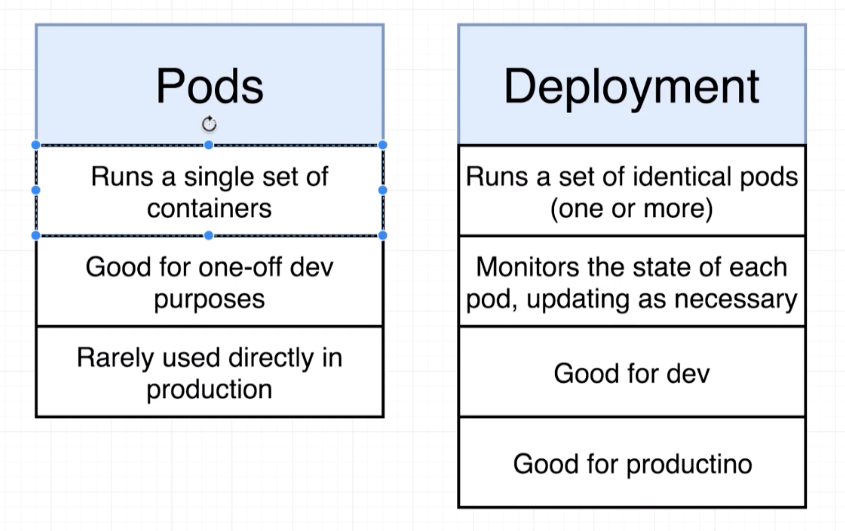 Pods
Runs a single set of
containers
Good for one-off dev
purposes
Rarely used directly in
production
Deployment
Runs a set of identical pods
(one or more)
Monitors the state of each
pod, updating as necessary
Good for dev
Good for productino